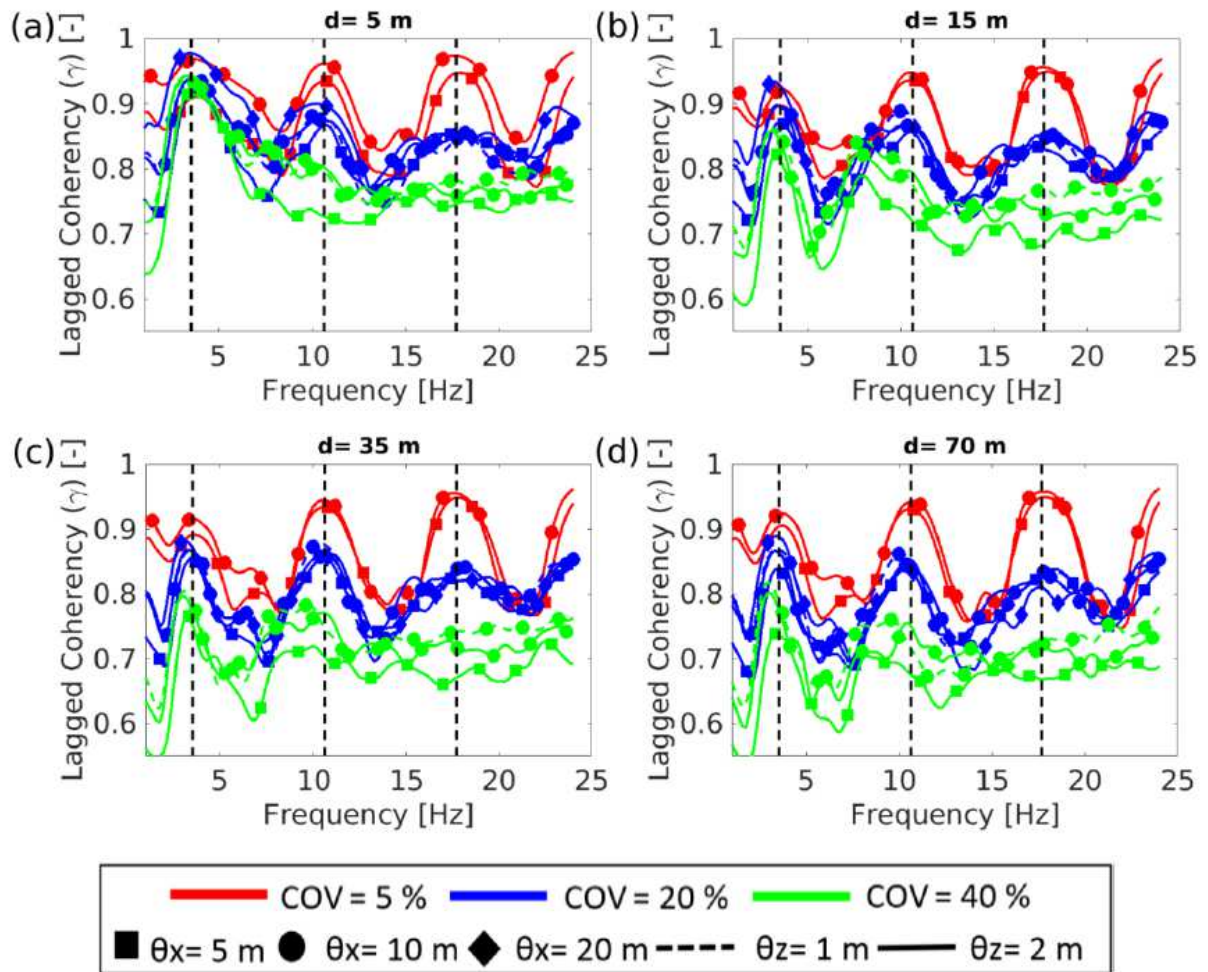 (a) d= 5 m
Lagged Coherency (γ) [-]
1
0.9
0.8
0.7
0.6
5 10 15 20 25
Frequency [Hz]
(b) d= 15 m
Lagged Coherency (γ) [-]
1
0.9
0.8
0.7
0.6
5 10 15 20 25
Frequency [Hz]
(c) d= 35 m
Lagged Coherency (γ) [-]
1
0.9
0.8
0.7
0.6
5 10 15 20 25
Frequency [Hz]
(d) d= 70 m
Lagged Coherency (γ) [-]
1
0.9
0.8
0.7
0.6
5 10 15 20 25
Frequency [Hz]
COV = 5 % COV = 20 % COV = 40 %
θx= 5 m θx= 10 m θx= 20 m θz= 1 m θz= 2 m